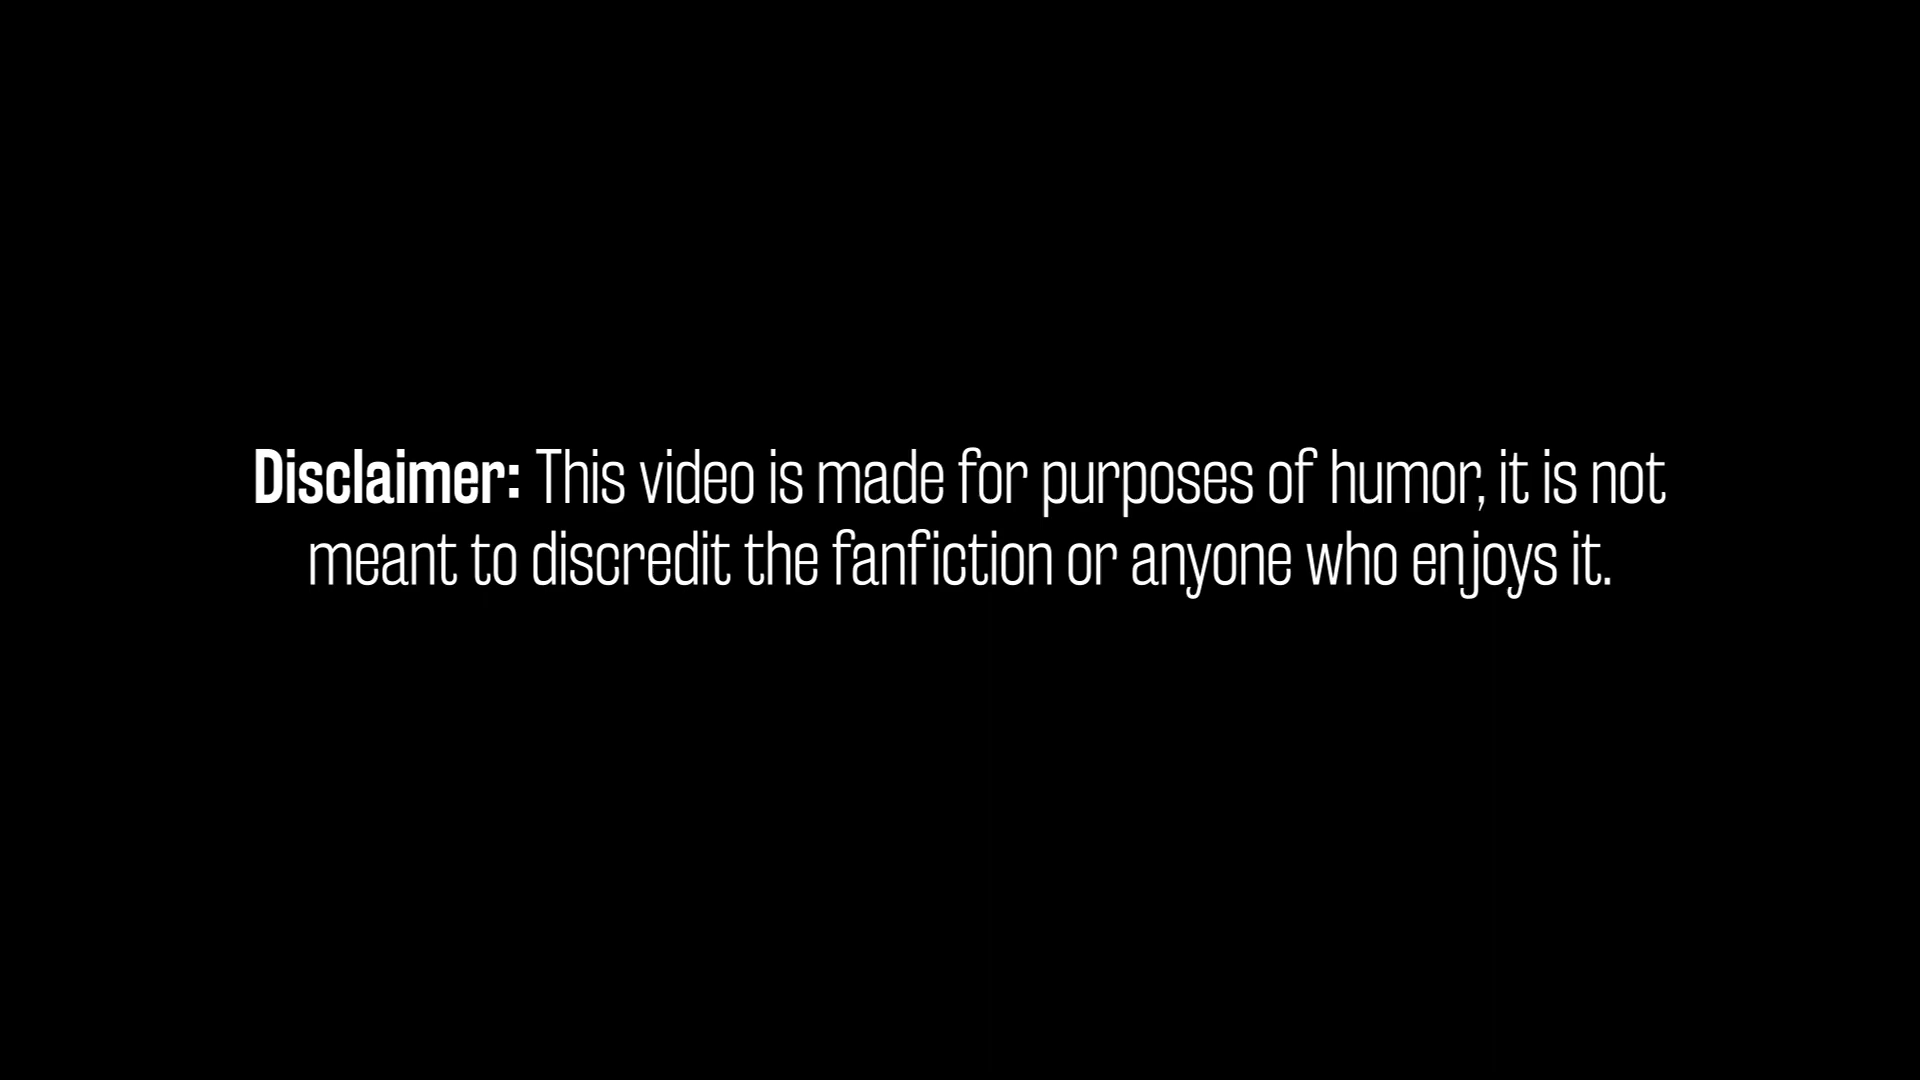 Disclaimer: This video is made for purposes of humor, it is not
meant to discredit the fanfiction or anyone who enjoys it.